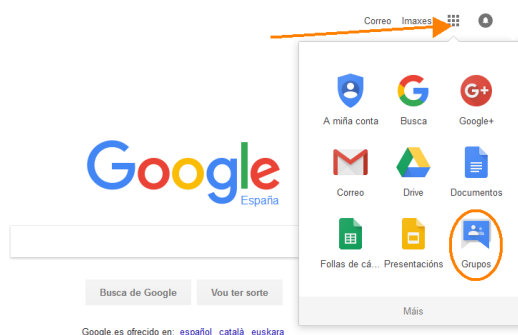 Correo Imaxes
G+
A miña conta Busca Google+
Google
España
Correo Drive Documentos
Follas de cá... Presentacións Grupos
Busca de Google Vou ter sorte
Máis
Google.es ofrecido en: español català euskara